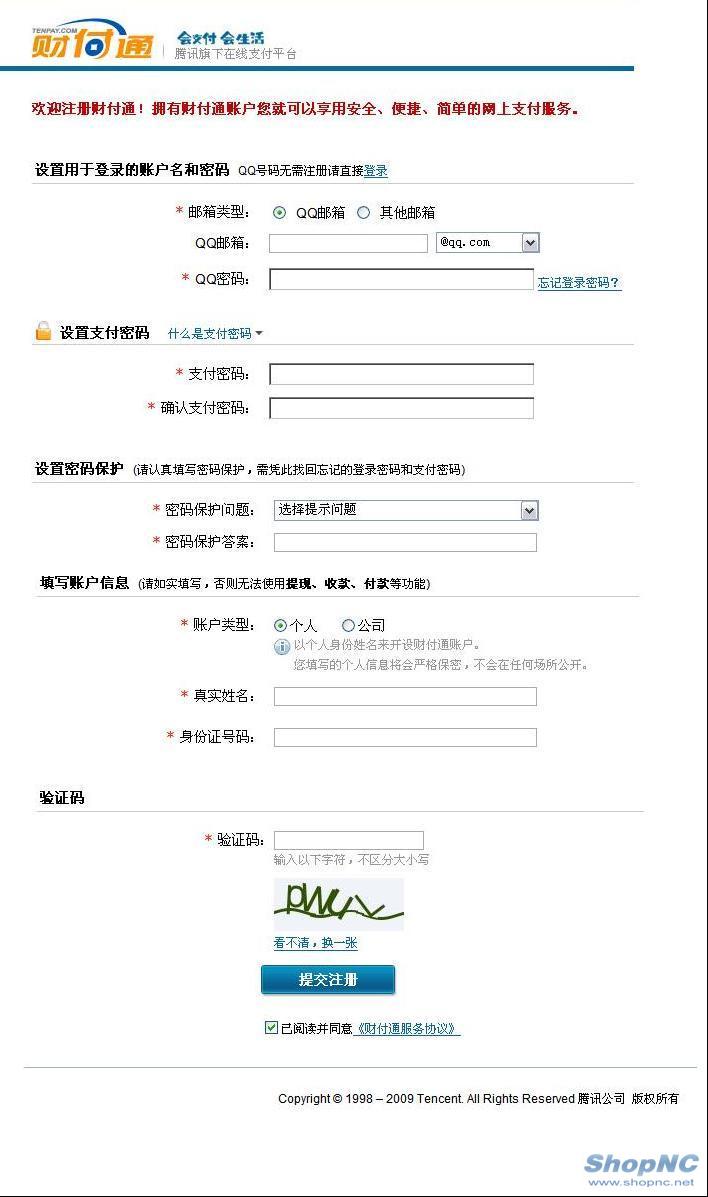 TENPAY.COM
财付通
会支付 会生活
腾讯旗下在线支付平台
欢迎注册财付通！拥有财付通账户您就可以享用安全、便捷、简单的网上支付服务。
设置用于登录的账户名和密码 QQ号码无需注册请直接登录
* 邮箱类型： QQ邮箱 其他邮箱
QQ邮箱： @qq.com
* QQ密码： 忘记登录密码?
设置支付密码 什么是支付密码
* 支付密码：
* 确认支付密码：
设置密码保护 (请认真填写密码保护，需凭此找回忘记的登录密码和支付密码)
* 密码保护问题： 选择提示问题
* 密码保护答案：
填写账户信息 (请如实填写，否则无法使用提现、收款、付款等功能)
* 账户类型： 个人 公司
以个人身份姓名来开设财付通账户。
您填写的个人信息将会严格保密，不会在任何场所公开。
* 真实姓名：
* 身份证号码：
验证码
* 验证码：
输入以下字符，不区分大小写
看不清，换一张
提交注册
已阅读并同意《财付通服务协议》
Copyright © 1998 – 2009 Tencent. All Rights Reserved 腾讯公司 版权所有
ShopNC
www.shopnc.net